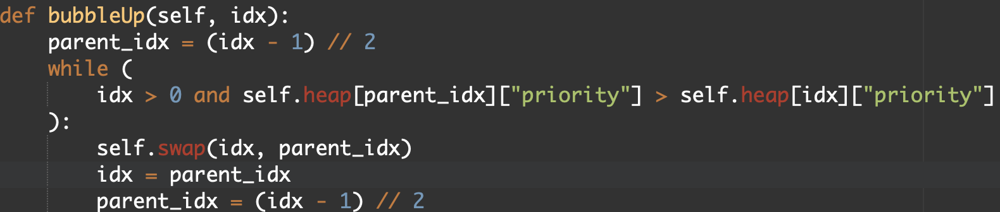 def bubbleUp(self, idx):
    parent_idx = (idx - 1) // 2
    while (
        idx > 0 and self.heap[parent_idx]["priority"] > self.heap[idx]["priority"]
    ):
        self.swap(idx, parent_idx)
        idx = parent_idx
        parent_idx = (idx - 1) // 2